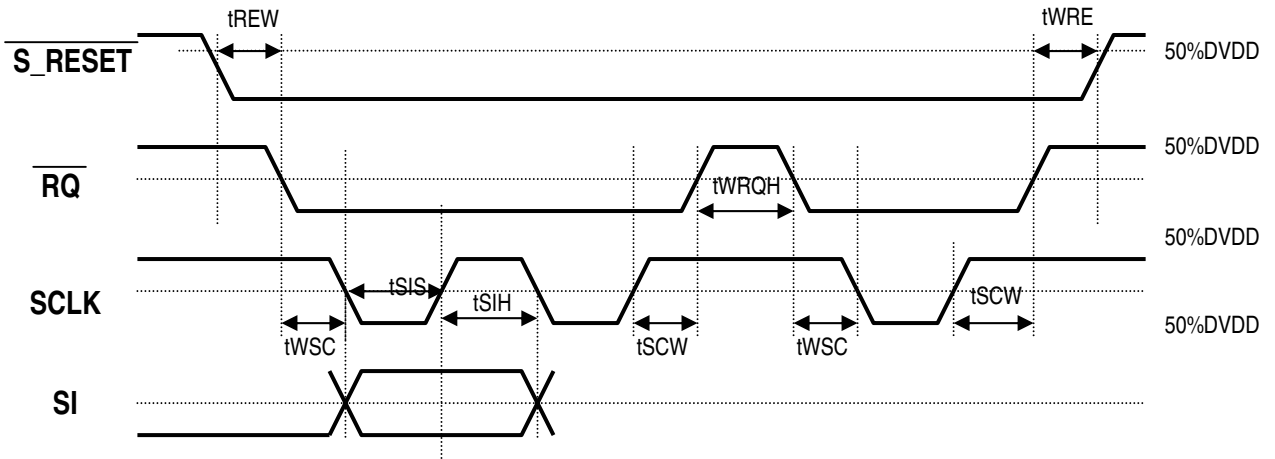 tREW
tWRE
S_RESET
50%DVDD
50%DVDD
RQ
tWRQH
50%DVDD
SCLK
tSIS
tSIH
tSCW
50%DVDD
tWSC
tSCW
tWSC
SI